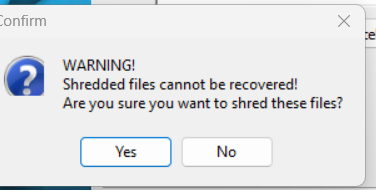 Confirm
WARNING!
Shredded files cannot be recovered!
Are you sure you want to shred these files?
Yes
No